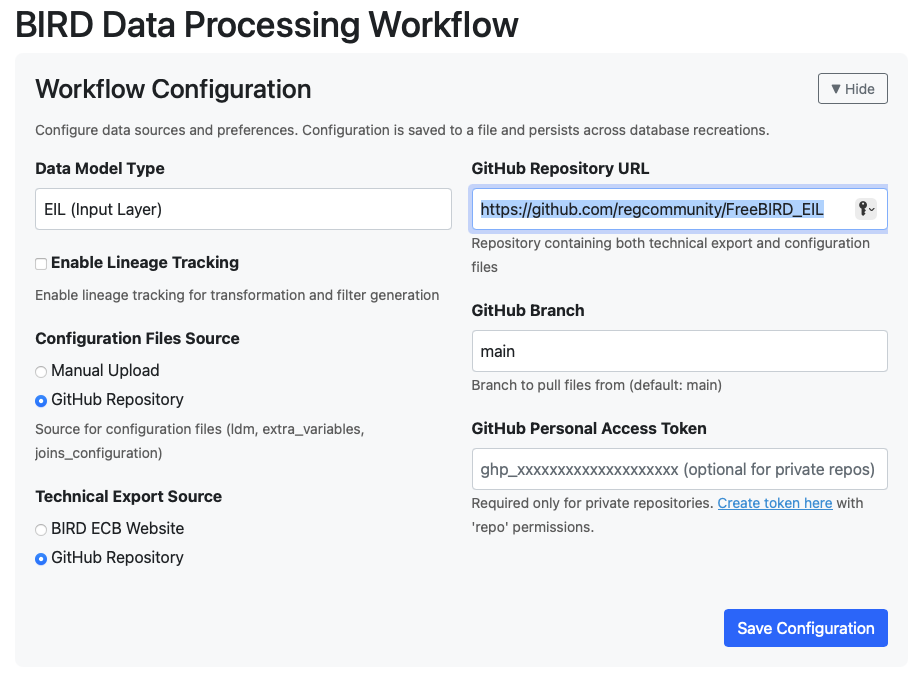 BIRD Data Processing Workflow
Workflow Configuration
▼ Hide
Configure data sources and preferences. Configuration is saved to a file and persists across database recreations.
Data Model Type
EIL (Input Layer)
Enable Lineage Tracking
Enable lineage tracking for transformation and filter generation
Configuration Files Source
Manual Upload
GitHub Repository
Source for configuration files (ldm, extra_variables,
joins_configuration)
Technical Export Source
BIRD ECB Website
GitHub Repository
GitHub Repository URL
https://github.com/regcommunity/FreeBIRD_EIL
Repository containing both technical export and configuration
files
GitHub Branch
main
Branch to pull files from (default: main)
GitHub Personal Access Token
ghp_xxxxxxxxxxxxxxxxxxxx (optional for private repos)
Required only for private repositories. Create token here with
'repo' permissions.
Save Configuration